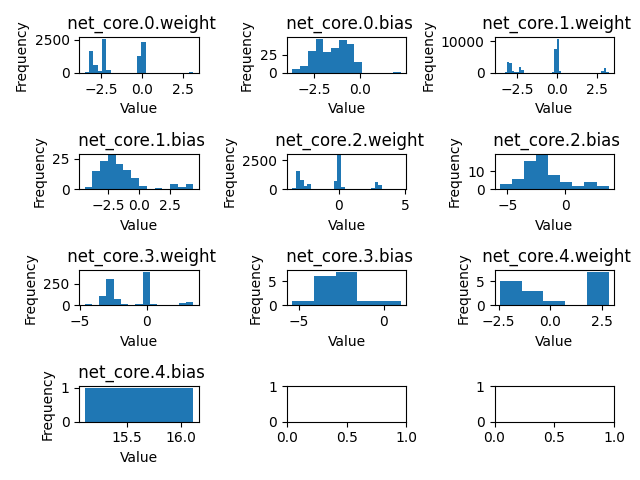 net_core.0.weight
net_core.0.bias
net_core.1.weight
Frequency
2500
0
−2.5 0.0 2.5
Value
Frequency
25
0
−2.5 0.0
Value
Frequency
10000
0
−2.5 0.0 2.5
Value
net_core.1.bias
net_core.2.weight
net_core.2.bias
Frequency
25
0
−2.5 0.0 2.5
Value
Frequency
2500
0
0 5
Value
Frequency
10
0
−5 0
Value
net_core.3.weight
net_core.3.bias
net_core.4.weight
Frequency
250
0
−5 0
Value
Frequency
5
0
−5 0
Value
Frequency
5
0
−2.5 0.0 2.5
Value
net_core.4.bias
Frequency
1
0
15.5 16.0
Value
1
0
0.0 0.5 1.0
1
0
0.0 0.5 1.0